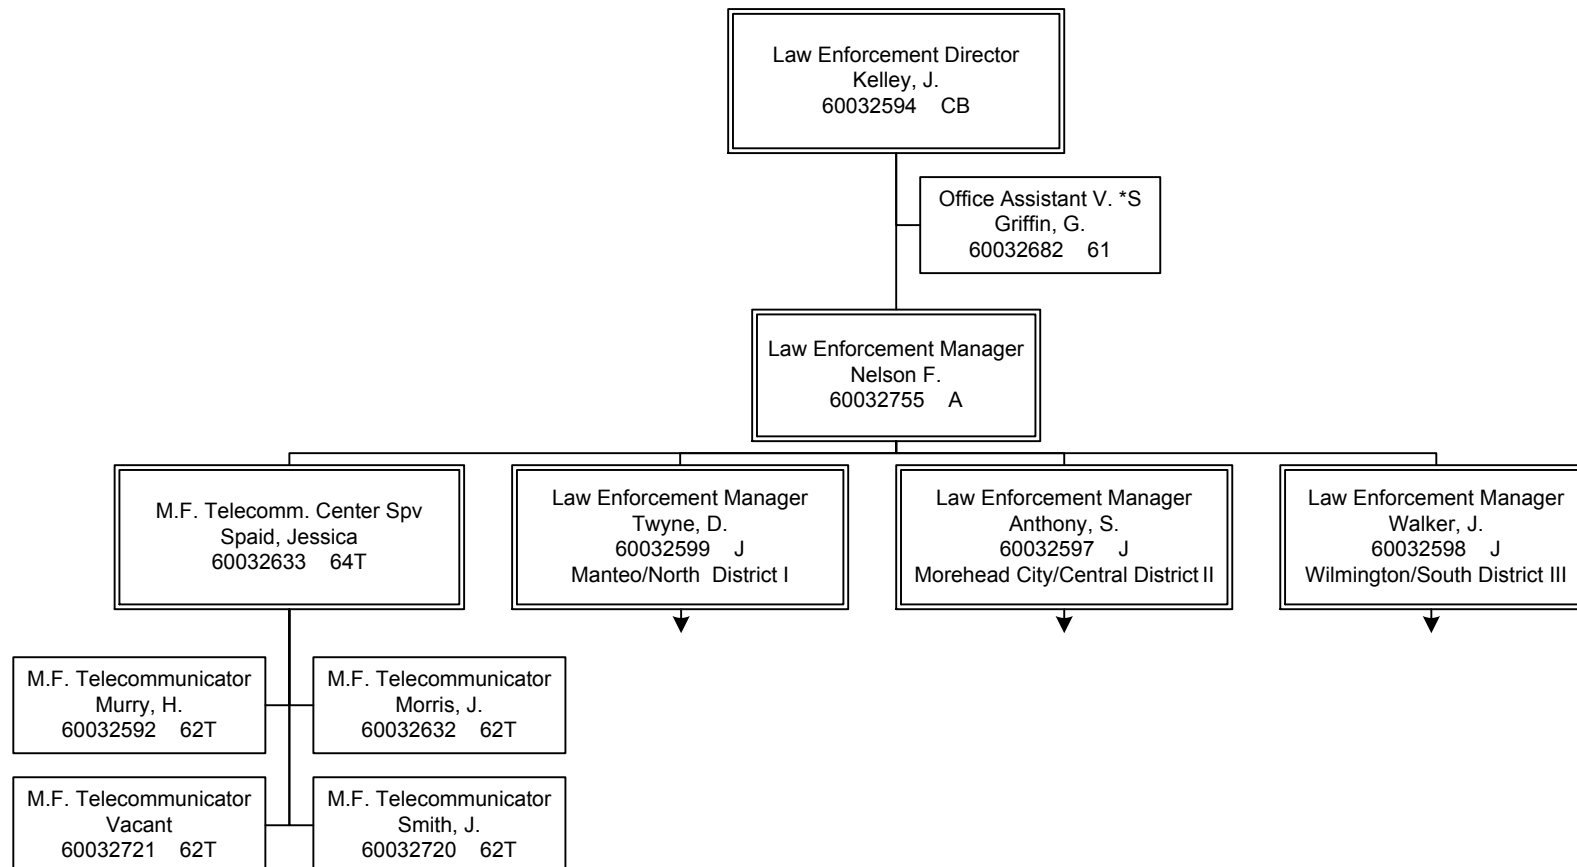 Law Enforcement Director
Kelley, J.
60032594 CB
Office Assistant V. *S
Griffin, G.
60032682 61
Law Enforcement Manager
Nelson F.
60032755 A
M.F. Telecomm. Center Spv
Spaid, Jessica
60032633 64T
Law Enforcement Manager
Twyne, D.
60032599 J
Manteo/North District I
Law Enforcement Manager
Anthony, S.
60032597 J
Morehead City/Central District II
Law Enforcement Manager
Walker, J.
60032598 J
Wilmington/South District III
M.F. Telecommunicator
Murry, H.
60032592 62T
M.F. Telecommunicator
Morris, J.
60032632 62T
M.F. Telecommunicator
Vacant
60032721 62T
M.F. Telecommunicator
Smith, J.
60032720 62T